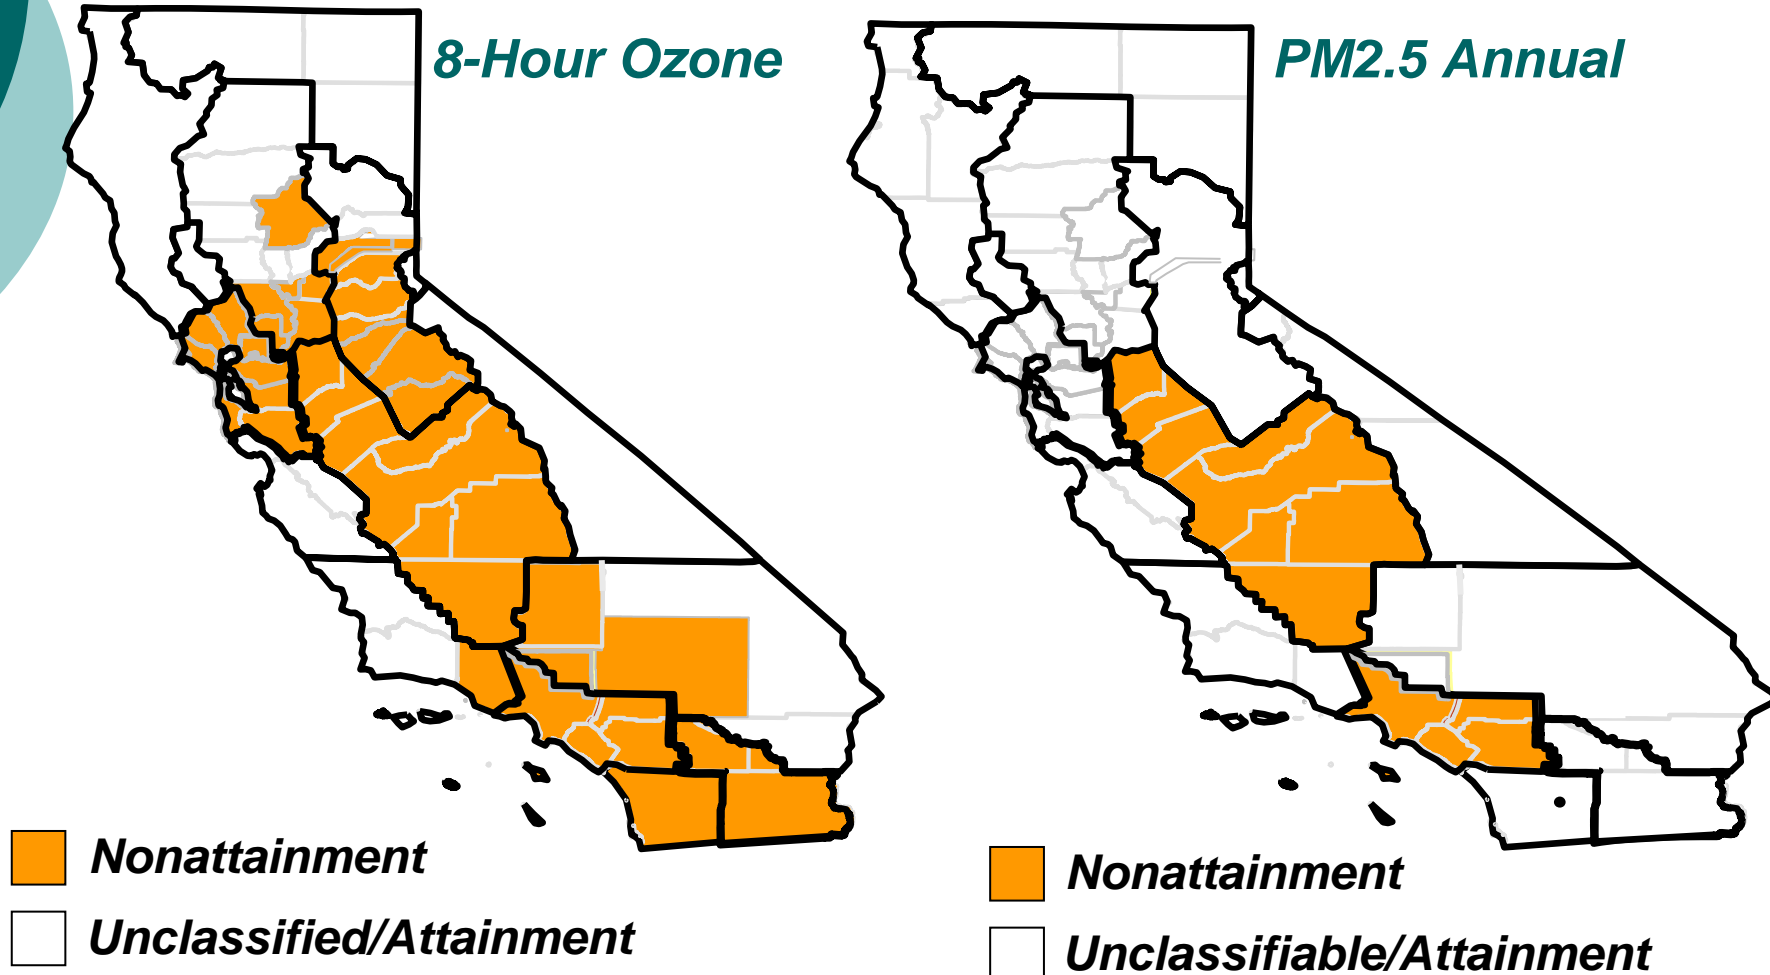 8-Hour Ozone
PM2.5 Annual
Nonattainment
Unclassified/Attainment
Nonattainment
Unclassifiable/Attainment